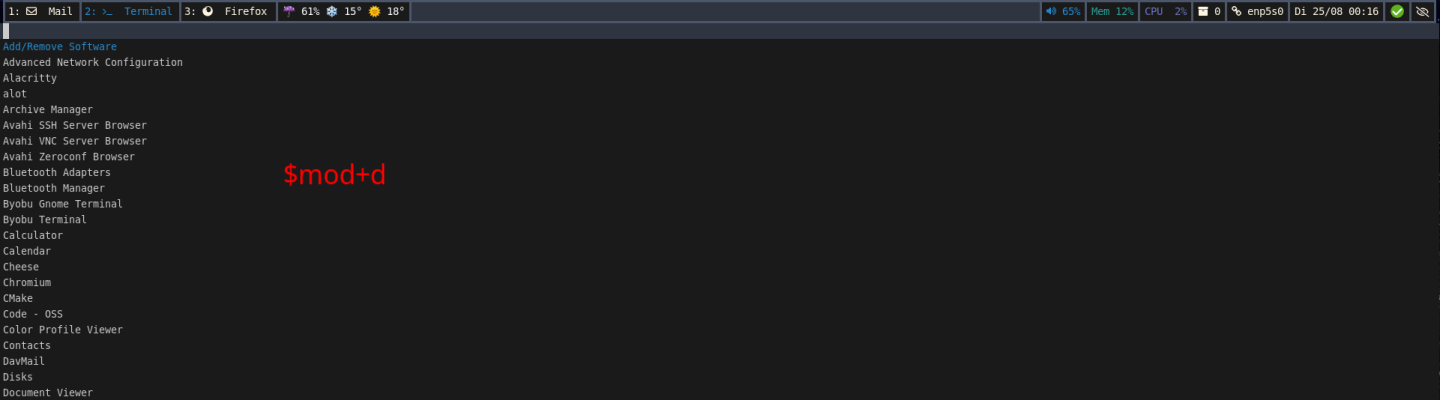 1: Mail 2: >_ Terminal 3: Firefox 61% 15° 18° 65% Mem 12% CPU 2% 0 enp5s0 Di 25/08 00:16
Add/Remove Software
Advanced Network Configuration
Alacritty
alot
Archive Manager
Avahi SSH Server Browser
Avahi VNC Server Browser
Avahi Zeroconf Browser
$mod+d
Bluetooth Adapters
Bluetooth Manager
Byobu Gnome Terminal
Byobu Terminal
Calculator
Calendar
Cheese
Chromium
CMake
Code - OSS
Color Profile Viewer
Contacts
DavMail
Disks
Document Viewer